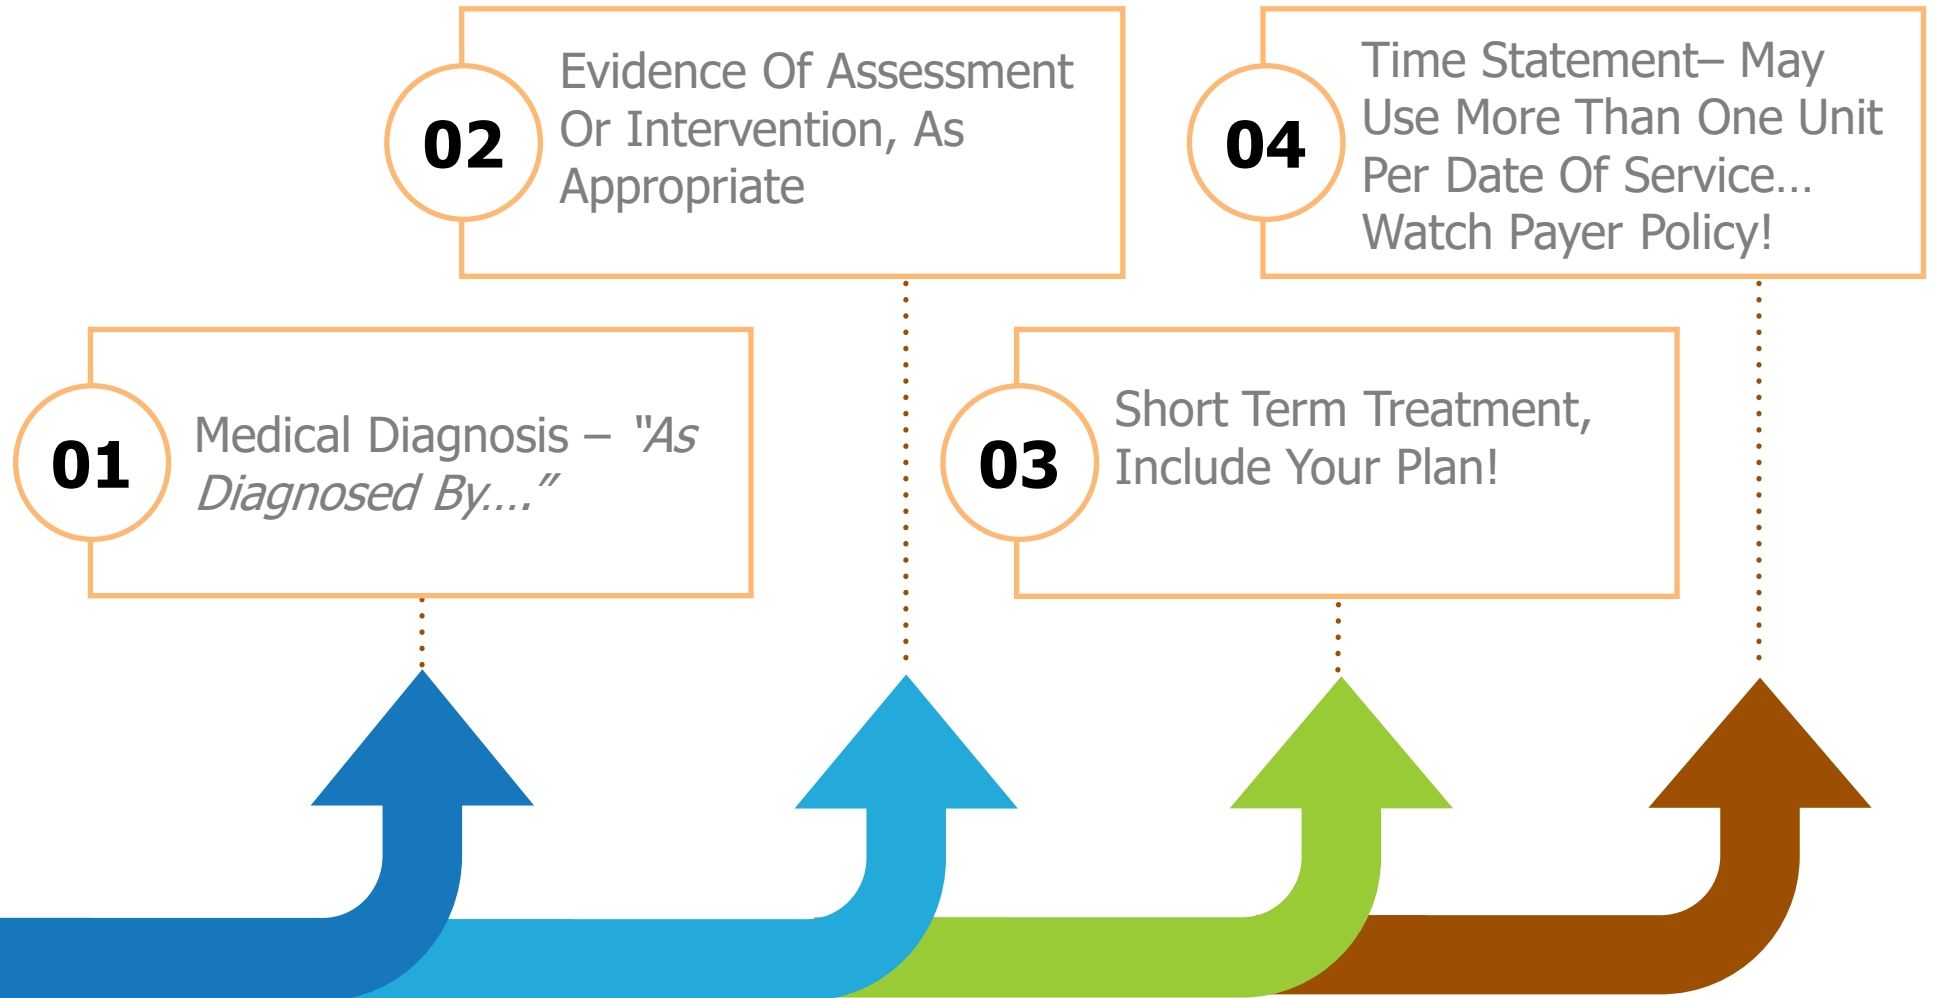 01
Medical Diagnosis – “As
Diagnosed By….”
02
Evidence Of Assessment
Or Intervention, As
Appropriate
03
Short Term Treatment,
Include Your Plan!
04
Time Statement– May
Use More Than One Unit
Per Date Of Service…
Watch Payer Policy!